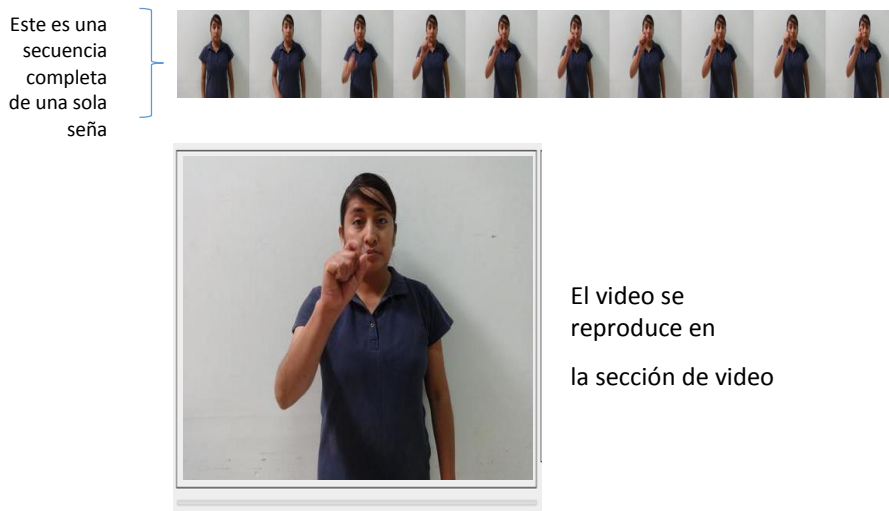 Este es una
secuencia
completa
de una sola
seña
El video se
reproduce en
la sección de video